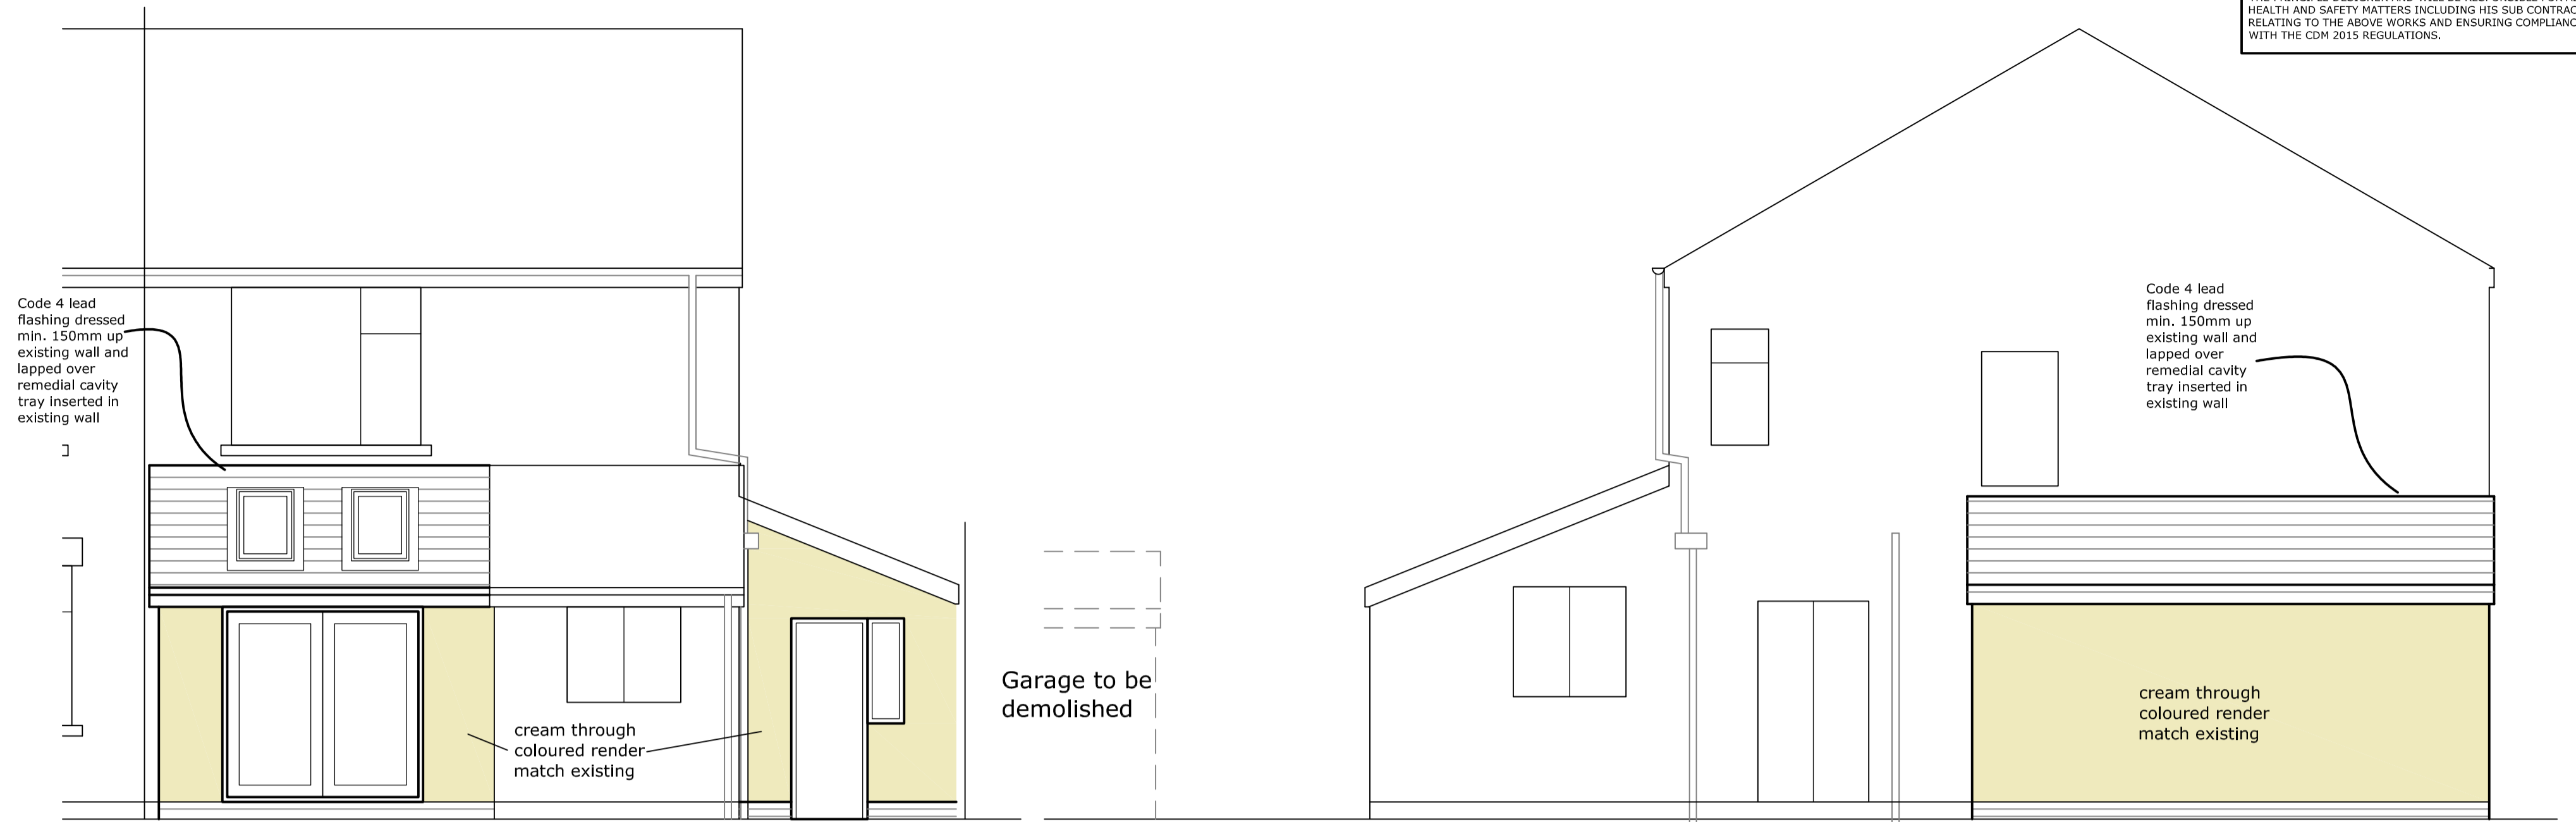 HEALTH AND SAFETY MATTERS INCLUDING HIS SUB
RELATING TO THE ABOVE WORKS AND ENSURING
WITH THE CDM 2015 REGULATIONS.
Code 4 lead
flashing dressed
min. 150mm up
existing wall and
lapped over
remedial cavity
tray inserted in
existing wall
Code 4 lead
flashing dressed
min. 150mm up
existing wall and
lapped over
remedial cavity
tray inserted in
existing wall
Garage to be
demolished
cream through
coloured render
match existing
cream through
coloured render
match existing